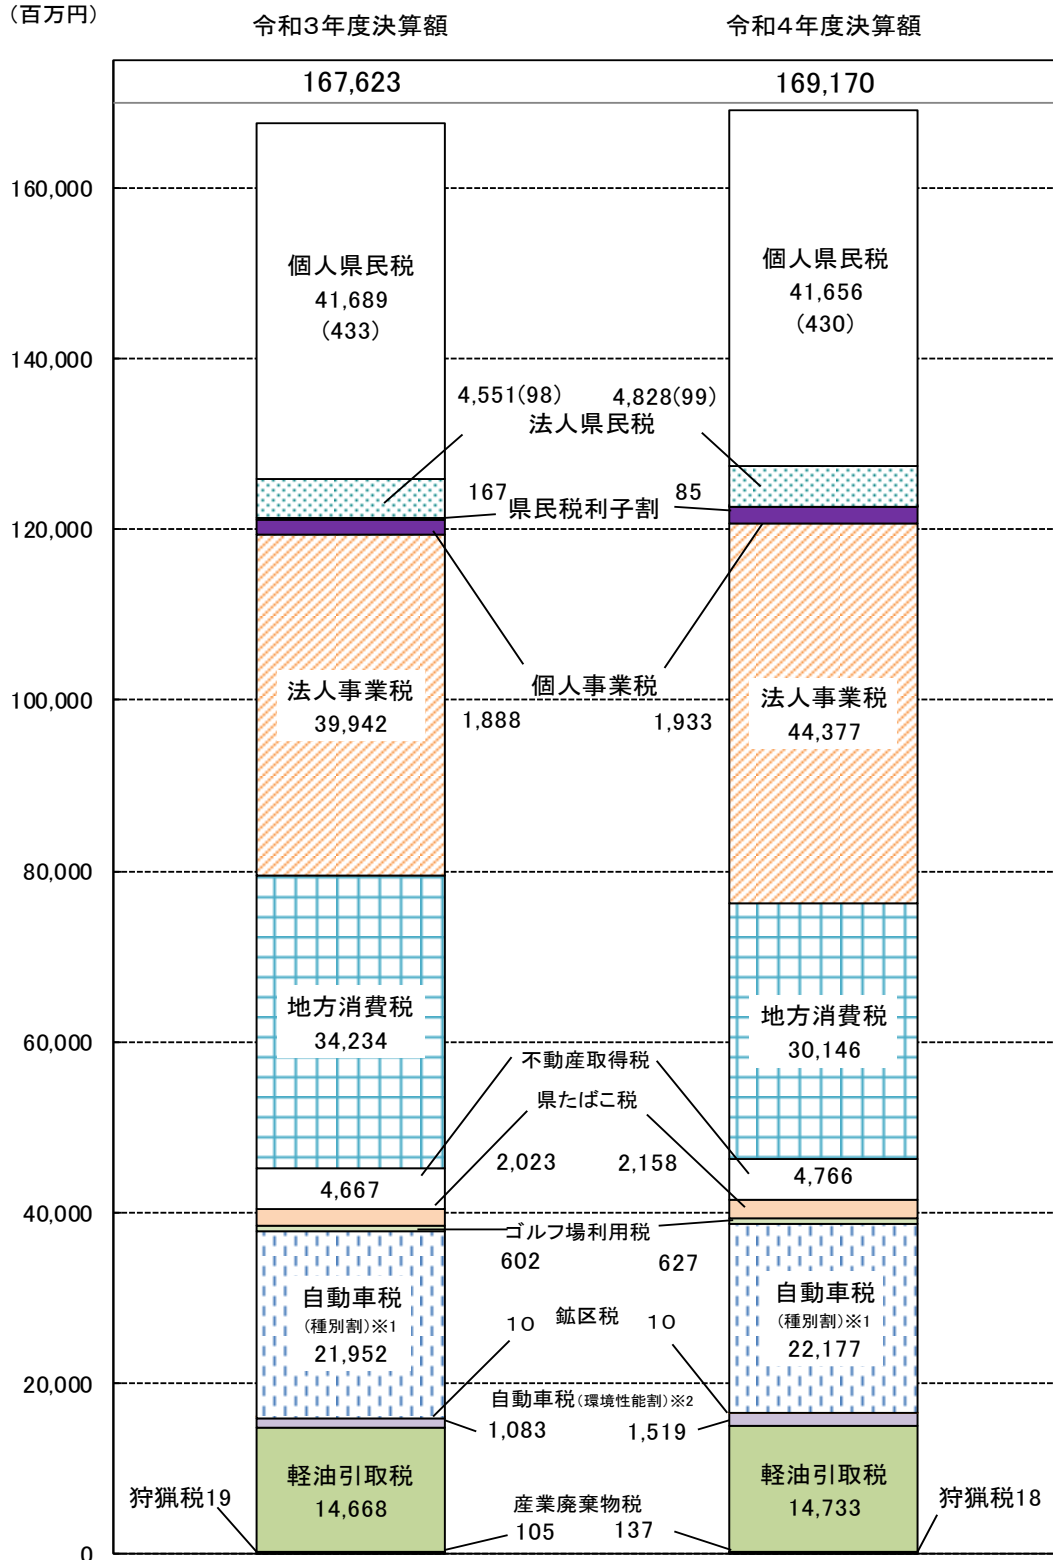 (百万円)
令和3年度決算額
令和4年度決算額
167,623
169,170
160,000
140,000
120,000
100,000
80,000
60,000
40,000
20,000
0
個人県民税
41,689
(433)
個人県民税
41,656
(430)
4,551(98)
4,828(99)
法人県民税
167
県民税利子割
85
法人事業税
39,942
個人事業税
1,888
1,933
法人事業税
44,377
地方消費税
34,234
地方消費税
30,146
不動産取得税
県たばこ税
2,023
2,158
4,667
4,766
ゴルフ場利用税
602
627
自動車税
(種別割)※1
21,952
10
鉱区税
10
自動車税
(種別割)※1
22,177
自動車税(環境性能割)※2
1,083
1,519
軽油引取税
14,668
軽油引取税
14,733
狩猟税19
産業廃棄物税
105
137
狩猟税18